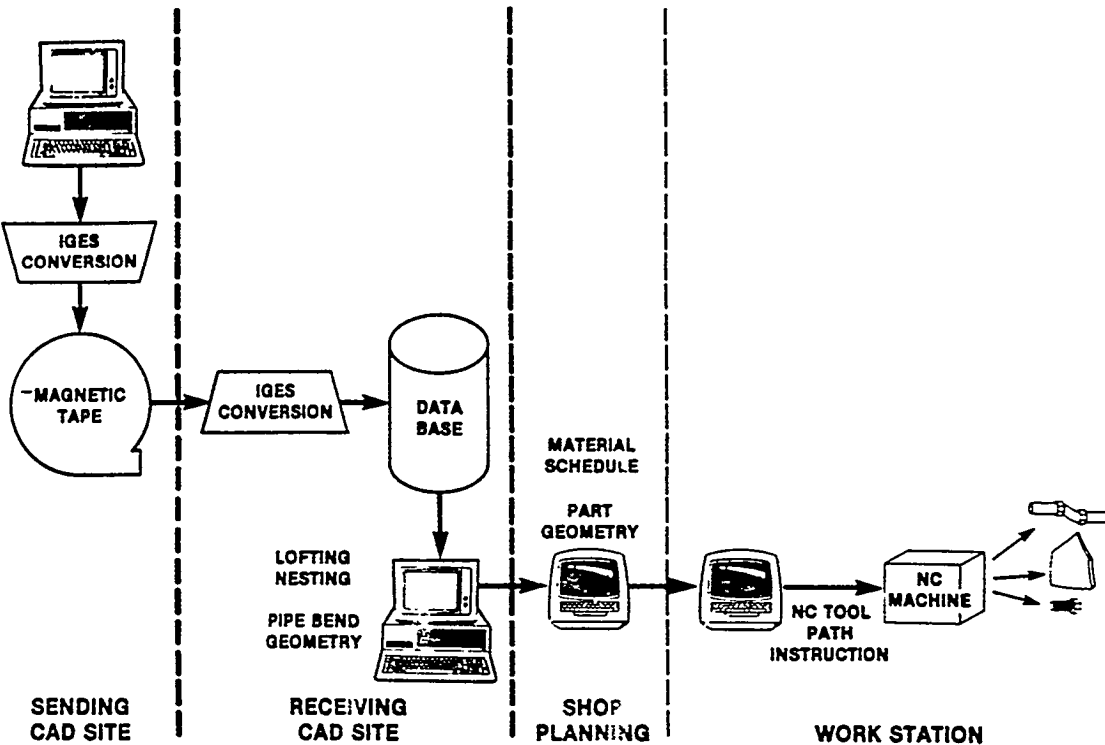 IGES
CONVERSION
MAGNETIC
TAPE
IGES
CONVERSION
DATA
BASE
LOFTING
NESTING
PIPE BEND
GEOMETRY
MATERIAL
SCHEDULE
PART
GEOMETRY
NC TOOL
PATH
INSTRUCTION
NC
MACHINE
SENDING
CAD SITE
RECEIVING
CAD SITE
SHOP
PLANNING
WORK STATION